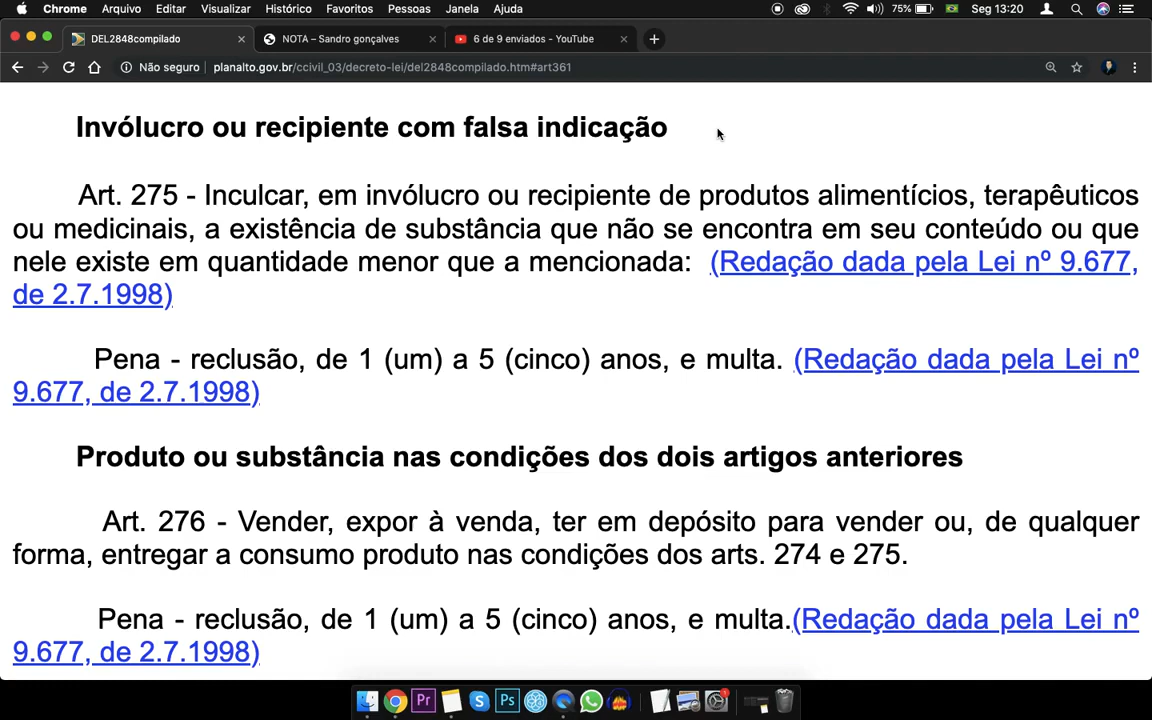 Chrome Arquivo Editar Visualizar Histórico Favoritos Pessoas Janela Ajuda 75% Seg 13:20
DEL2848compilado NOTA – Sandro gonçalves 6 de 9 enviados - YouTube
Não seguro planalto.gov.br/ccivil_03/decreto-lei/del2848compilado.htm#art361
Invólucro ou recipiente com falsa indicação
Art. 275 - Inculcar, em invólucro ou recipiente de produtos alimentícios, terapêuticos
ou medicinais, a existência de substância que não se encontra em seu conteúdo ou que
nele existe em quantidade menor que a mencionada: (Redação dada pela Lei nº 9.677,
de 2.7.1998)
Pena - reclusão, de 1 (um) a 5 (cinco) anos, e multa. (Redação dada pela Lei nº
9.677, de 2.7.1998)
Produto ou substância nas condições dos dois artigos anteriores
Art. 276 - Vender, expor à venda, ter em depósito para vender ou, de qualquer
forma, entregar a consumo produto nas condições dos arts. 274 e 275.
Pena - reclusão, de 1 (um) a 5 (cinco) anos, e multa.(Redação dada pela Lei nº
9.677, de 2.7.1998)
Pr Ps